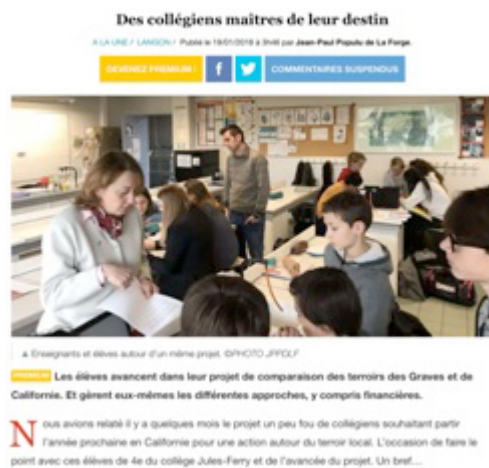 Des collégiens maîtres de leur destin
A LA UNE / LANGON / Publié le 19/01/2018 à 3h46 par Jean-Paul Populu de La Forge.
DEVENEZ PREMIUM ! f COMMENTAIRES SUSPENDUS
Enseignants et élèves autour d'un même projet. ©PHOTO JPPDLF
PREMIUM Les élèves avancent dans leur projet de comparaison des terroirs des Graves et de
Californie. Et gèrent eux-mêmes les différentes approches, y compris financières.
Nous avions relaté il y a quelques mois le projet un peu fou de collégiens souhaitant partir
l'année prochaine en Californie pour une action autour du terroir local. L'occasion de faire le
point avec ces élèves de 4e du collège Jules-Ferry et de l'avancée du projet. Un bref...